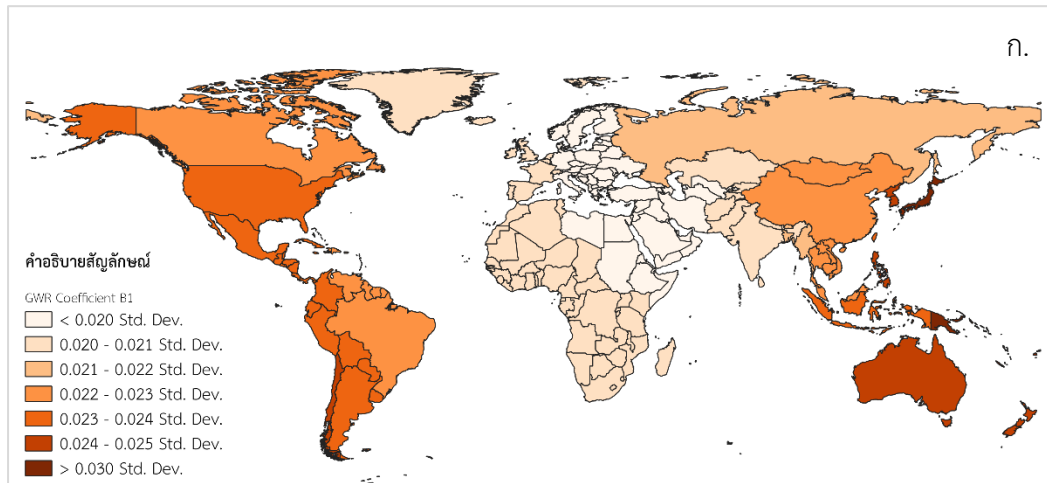 ก.
คำอธิบายสัญลักษณ์
GWR Coefficient B1
< 0.020 Std. Dev.
0.020 - 0.021 Std. Dev.
0.021 - 0.022 Std. Dev.
0.022 - 0.023 Std. Dev.
0.023 - 0.024 Std. Dev.
0.024 - 0.025 Std. Dev.
> 0.030 Std. Dev.